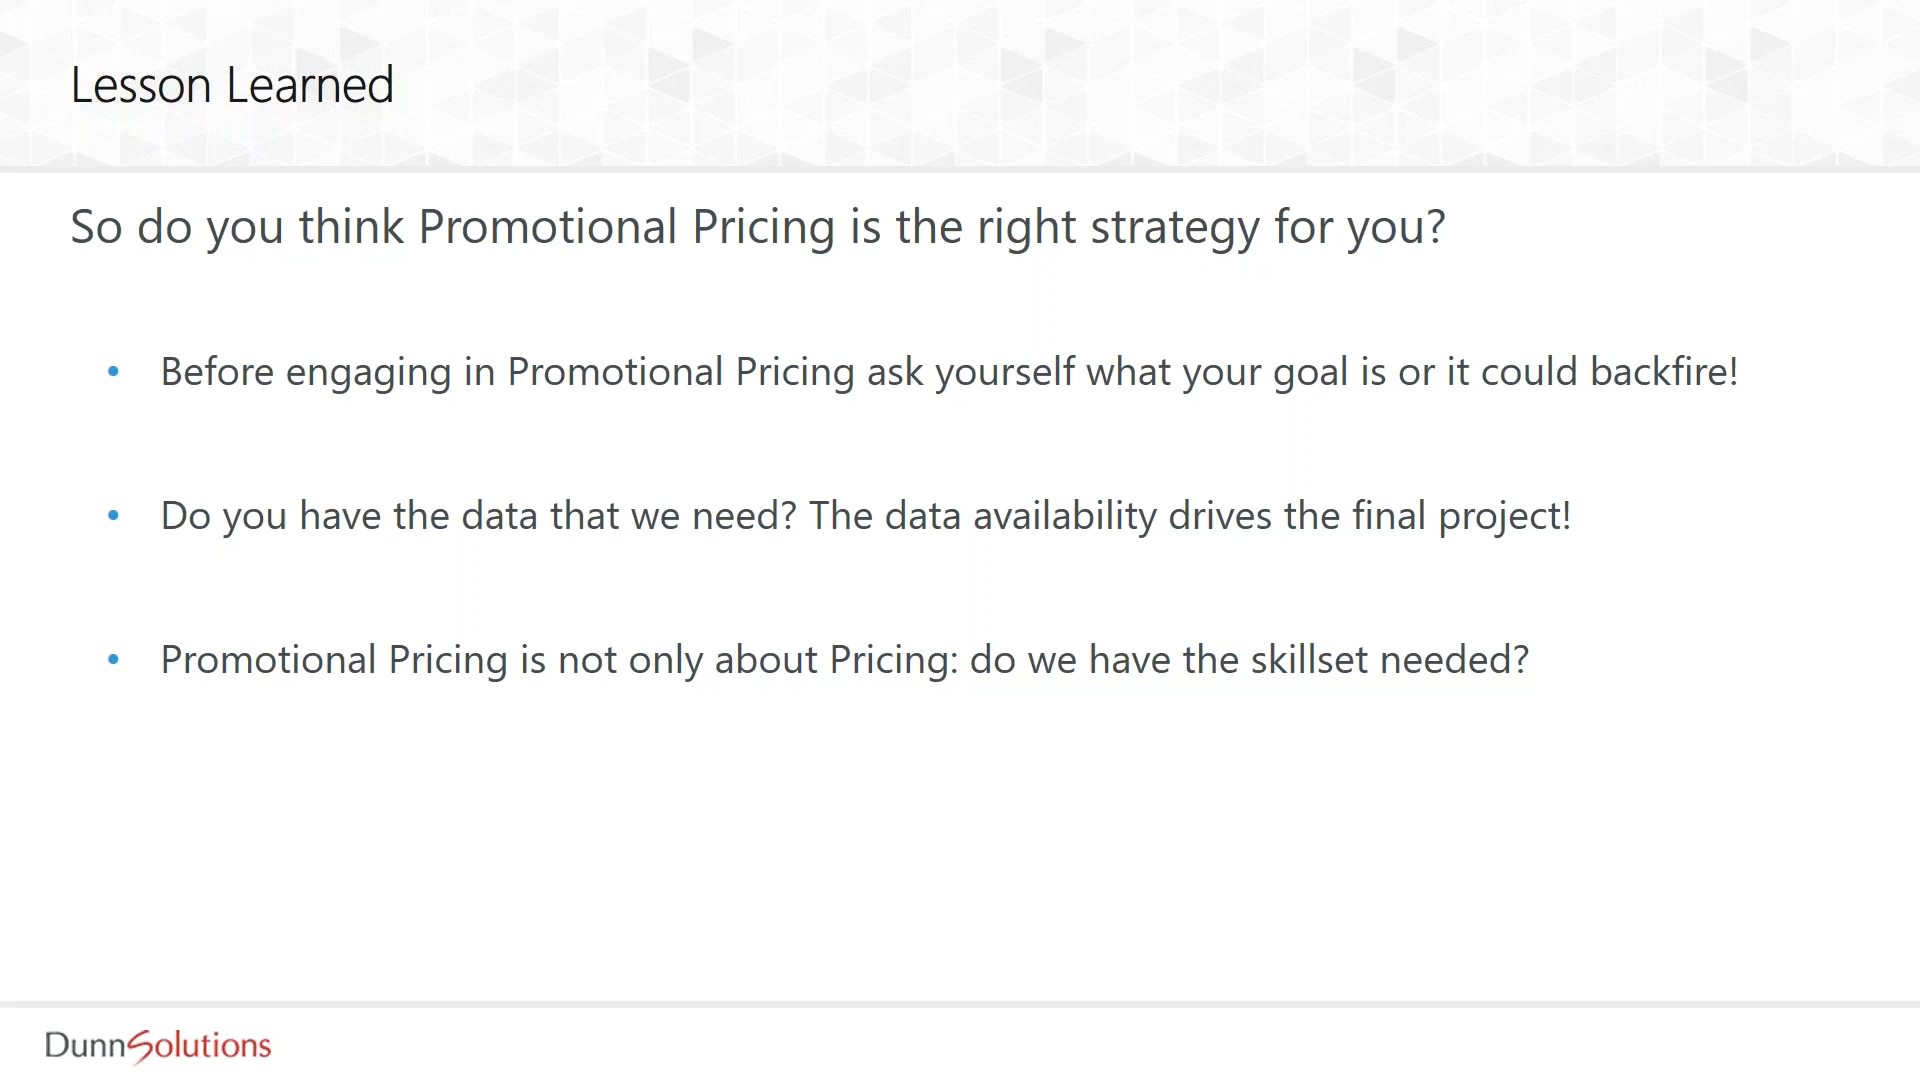 Lesson Learned
So do you think Promotional Pricing is the right strategy for you?
• Before engaging in Promotional Pricing ask yourself what your goal is or it could backfire!
• Do you have the data that we need? The data availability drives the final project!
• Promotional Pricing is not only about Pricing: do we have the skillset needed?
DunnSolutions